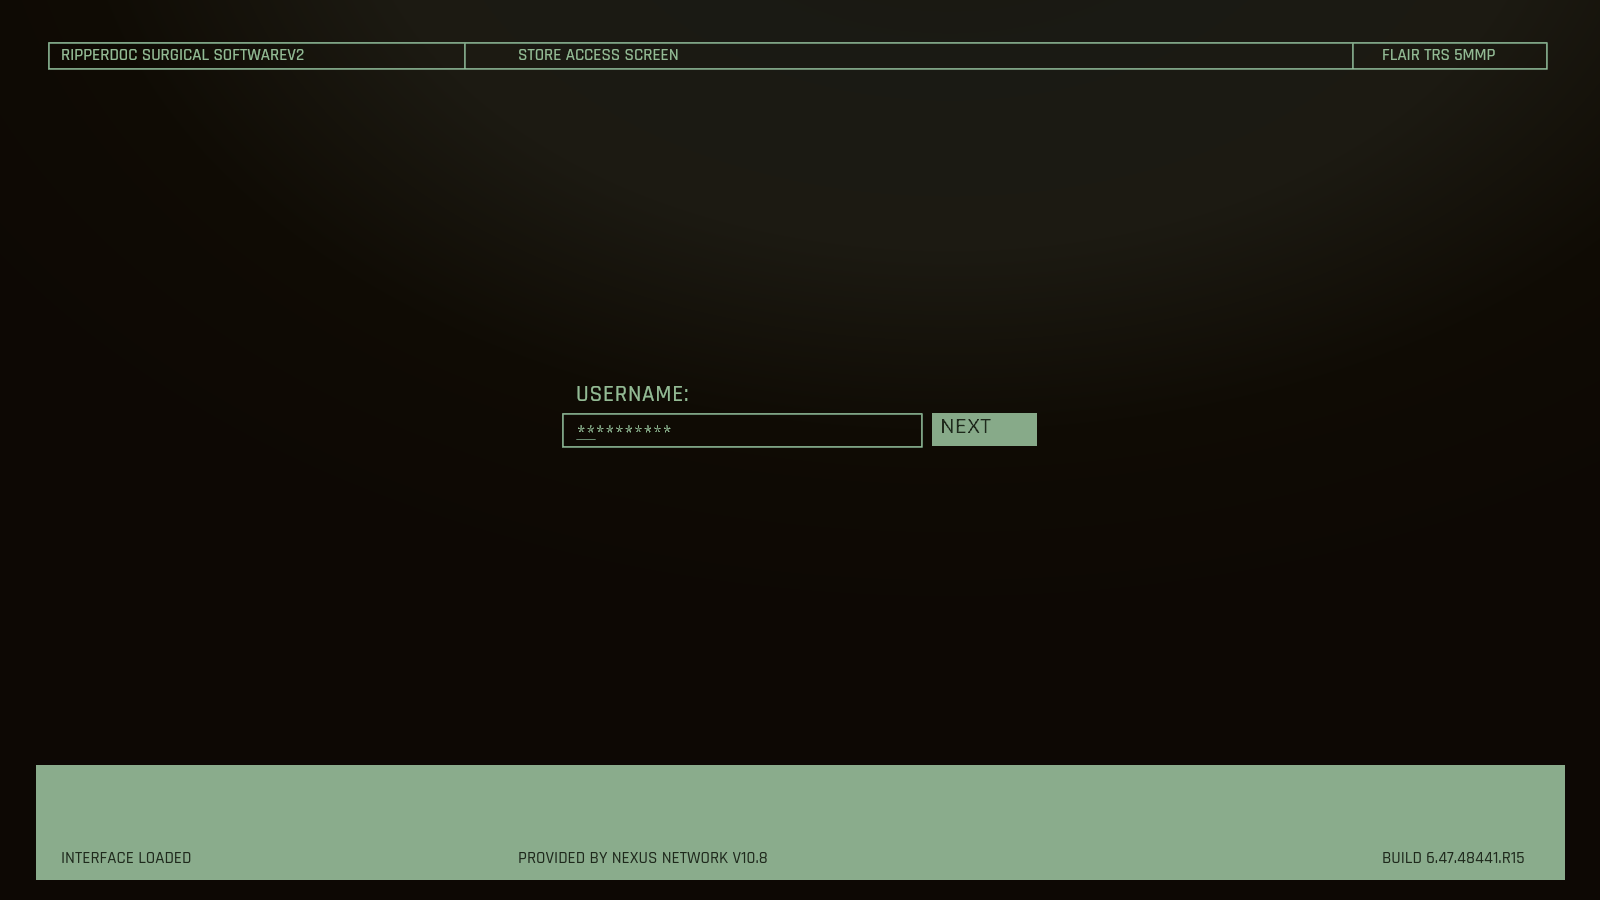 RIPPERDOC SURGICAL SOFTWAREV2
STORE ACCESS SCREEN
FLAIR TRS 5MMP
USERNAME:
**********
NEXT
INTERFACE LOADED
PROVIDED BY NEXUS NETWORK V10.8
BUILD 6.47.48441.R15